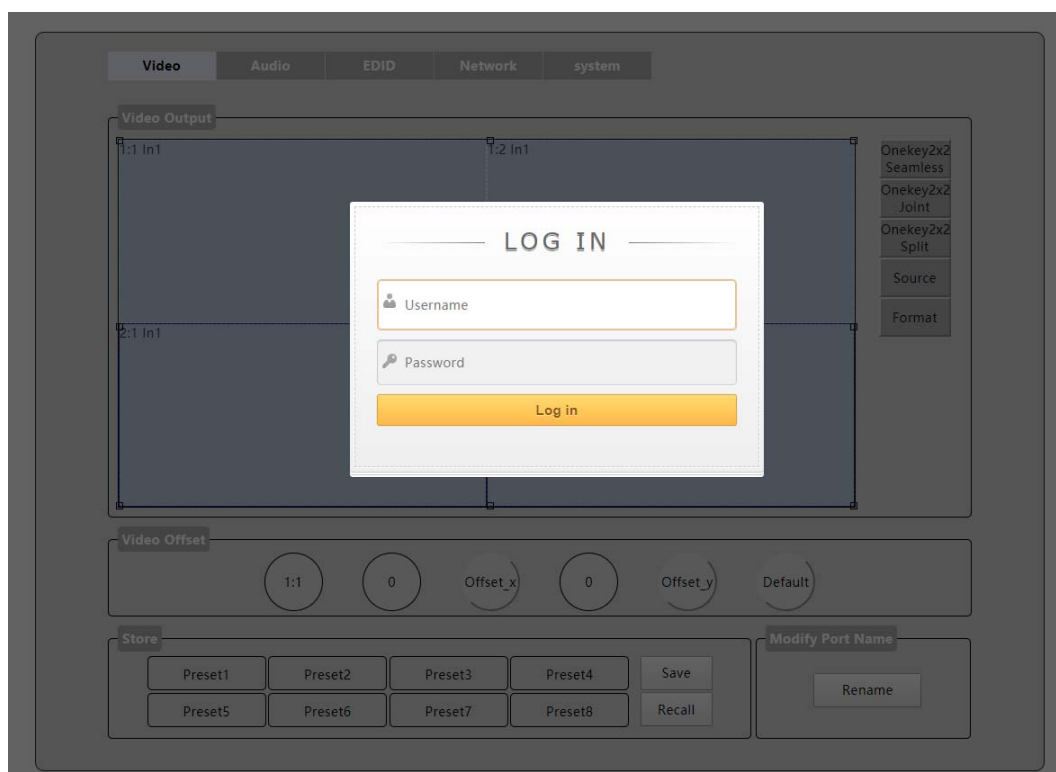 Video Audio EDID Network system
Video Output
1:1 In1
1:2 In1
Onekey2x2
Seamless
Onekey2x2
Joint
Onekey2x2
Split
Source
Format
LOG IN
Username
Password
Log in
2:1 In1
Video Offset
1:1 0 Offset_x 0 Offset_y Default
Store
Preset1 Preset2 Preset3 Preset4 Save
Preset5 Preset6 Preset7 Preset8 Recall
Modify Port Name
Rename